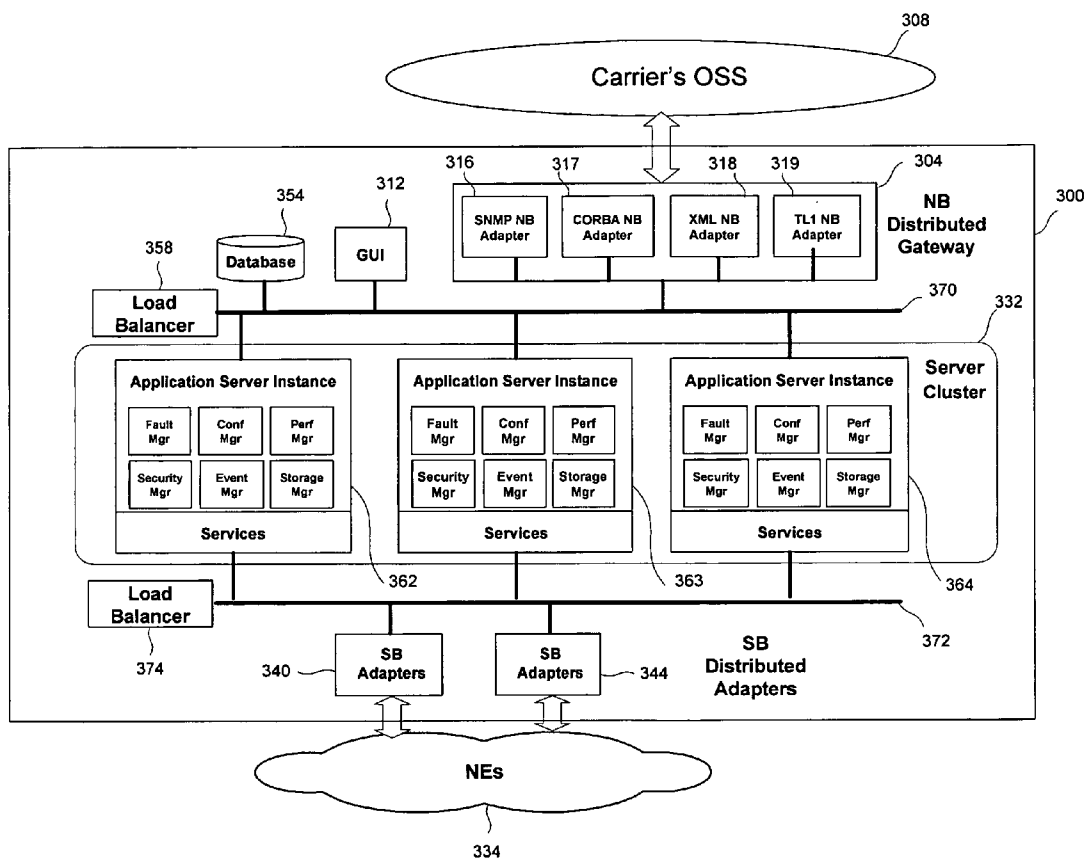 308
Carrier's OSS
316
317
318
319
304
SNMP NB
Adapter
CORBA NB
Adapter
XML NB
Adapter
TL1 NB
Adapter
NB
Distributed
Gateway
300
354
312
Database
GUI
358
Load
Balancer
370
332
Server
Cluster
Application Server Instance
Fault
Mgr
Conf
Mgr
Perf
Mgr
Security
Mgr
Event
Mgr
Storage
Mgr
Services
Application Server Instance
Fault
Mgr
Conf
Mgr
Perf
Mgr
Security
Mgr
Event
Mgr
Storage
Mgr
Services
Application Server Instance
Fault
Mgr
Conf
Mgr
Perf
Mgr
Security
Mgr
Event
Mgr
Storage
Mgr
Services
362
363
364
Load
Balancer
374
372
340
SB
Adapters
SB
Adapters
344
SB
Distributed
Adapters
NEs
334